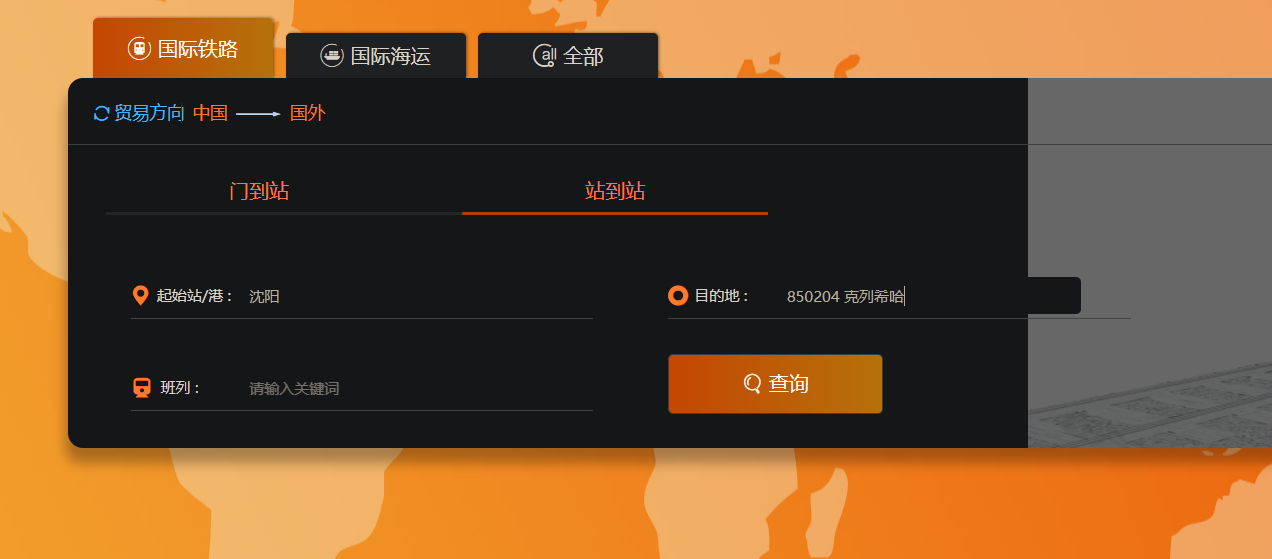 国际铁路
国际海运
all 全部
贸易方向 中国 国外
门到站
站到站
起始站/港： 沈阳
目的地： 850204 克列希哈
班列： 请输入关键词
查询